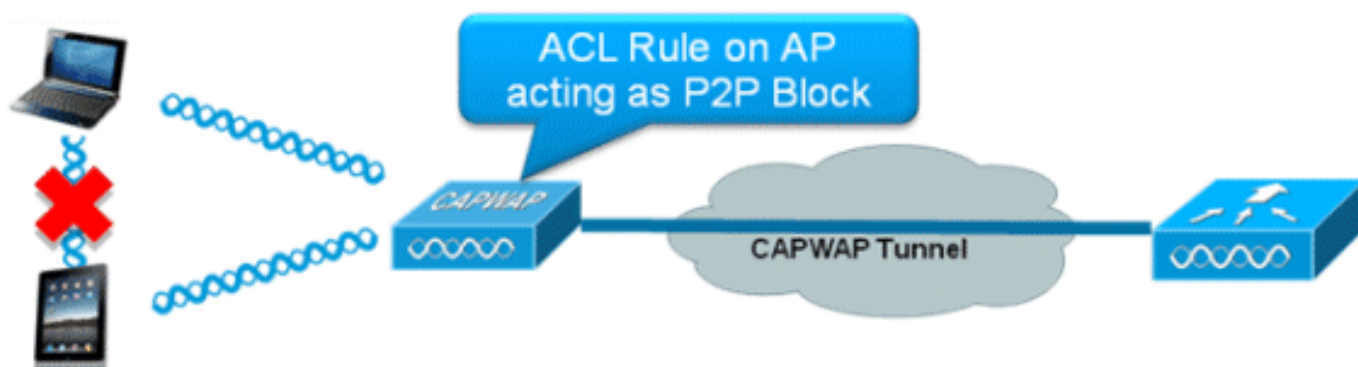 ACL Rule on AP
acting as P2P Block
CAPWAP
CAPWAP Tunnel